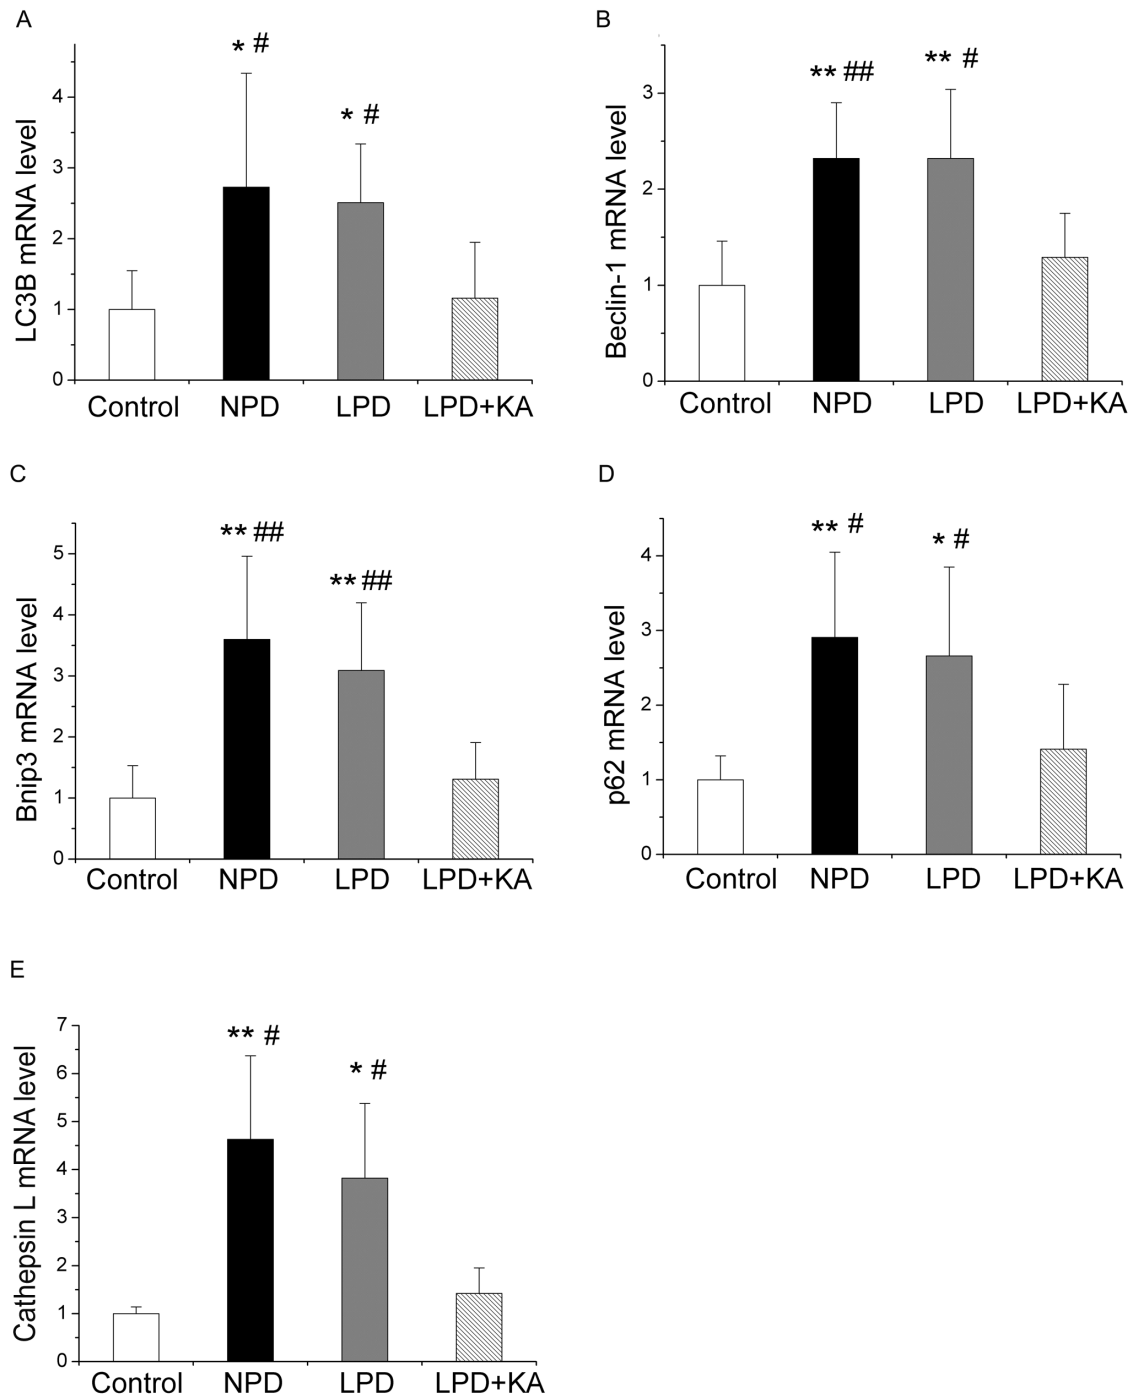 A
LC3B mRNA level
* #
* #
4
3
2
1
0
Control NPD LPD LPD+KA
B
Beclin-1 mRNA level
** ##
** #
3
2
1
0
Control NPD LPD LPD+KA
C
Bnip3 mRNA level
** ##
** ##
5
4
3
2
1
0
Control NPD LPD LPD+KA
D
p62 mRNA level
** #
* #
4
3
2
1
0
Control NPD LPD LPD+KA
E
Cathepsin L mRNA level
** #
* #
7
6
5
4
3
2
1
0
Control NPD LPD LPD+KA